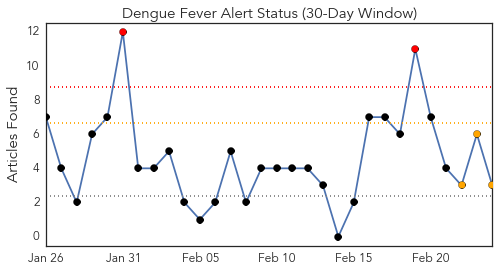 Dengue Fever Alert Status (30-Day Window)
Articles Found
12
10
8
6
4
2
0
Jan 26 Jan 31 Feb 05 Feb 10 Feb 15 Feb 20